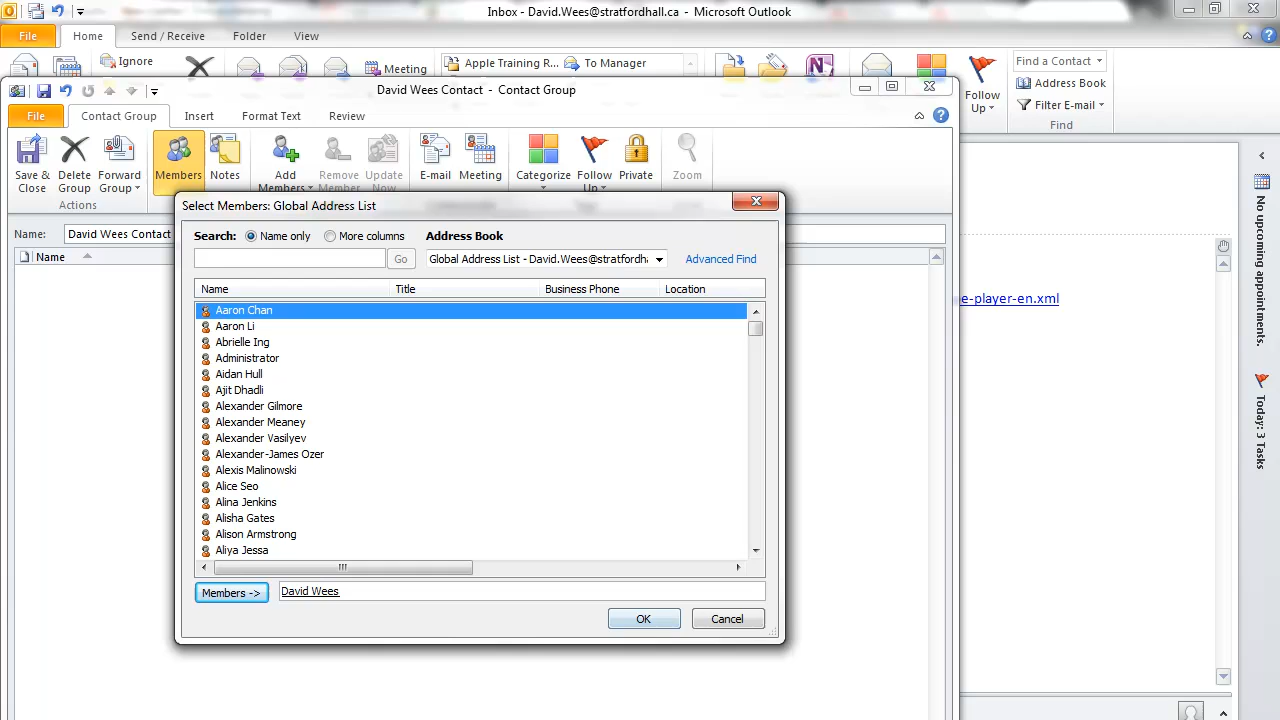 Inbox - David.Wees@stratfordhall.ca - Microsoft Outlook
File Home Send / Receive Folder View
Ignore
Meeting
Apple Training R... To Manager
Find a Contact
Address Book
Filter E-mail
Follow Up
Find
David Wees Contact - Contact Group
File Contact Group Insert Format Text Review
Save & Close
Delete Group
Forward Group
Members
Notes
Add Members
Remove Member
Update Now
E-mail
Meeting
Categorize
Follow Up
Private
Zoom
Actions
Name: David Wees Contact
Name
Select Members: Global Address List
Search: Name only More columns Address Book
Go Global Address List - David.Wees@stratfordh Advanced Find
Name Title Business Phone Location
Aaron Chan
Aaron Li
Abrielle Ing
Administrator
Aidan Hull
Ajit Dhadli
Alexander Gilmore
Alexander Meaney
Alexander Vasilyev
Alexander-James Ozer
Alexis Malinowski
Alice Seo
Alina Jenkins
Alisha Gates
Alison Armstrong
Aliya Jessa
Members -> David Wees
OK Cancel
e-player-en.xml
No upcoming appointments.
Today: 3 Tasks